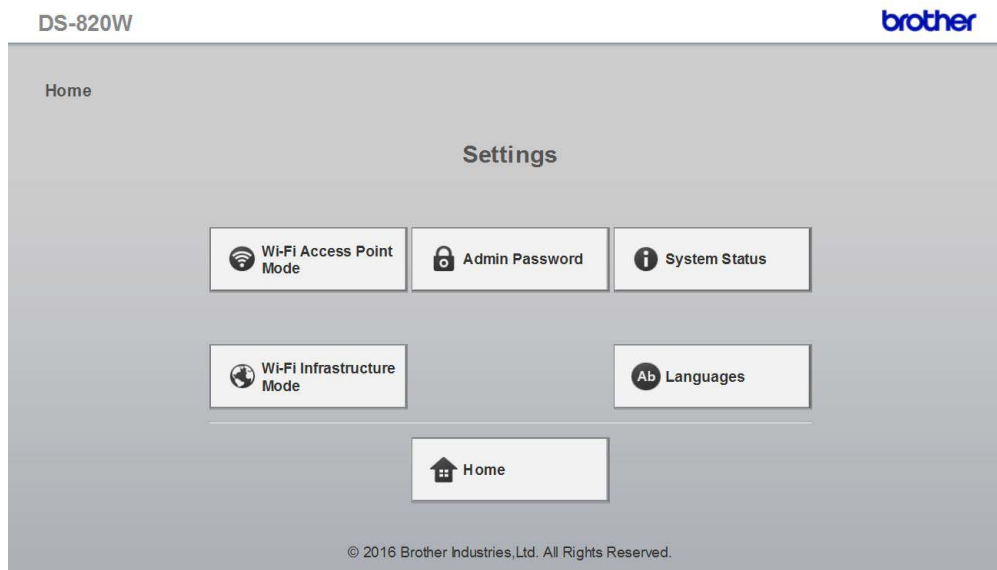 DS-820W
brother
Home
Settings
Wi-Fi Access Point
Mode
Admin Password
System Status
Wi-Fi Infrastructure
Mode
Ab
Languages
Home
© 2016 Brother Industries,Ltd. All Rights Reserved.